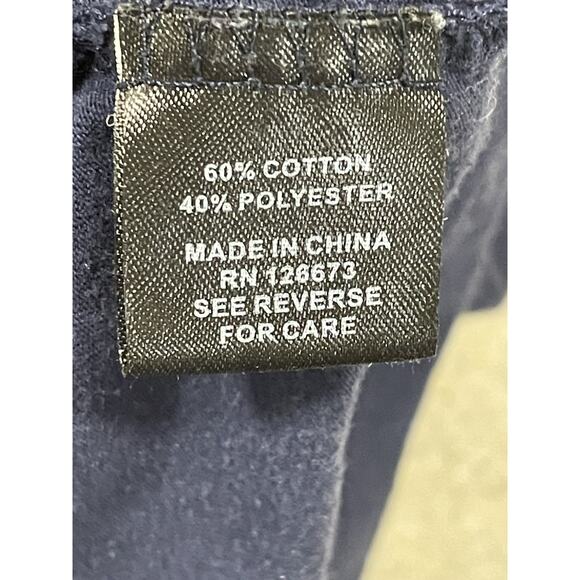 60% COTTON
40% POLYESTER
MADE IN CHINA
RN 126673
SEE REVERSE
FOR CARE